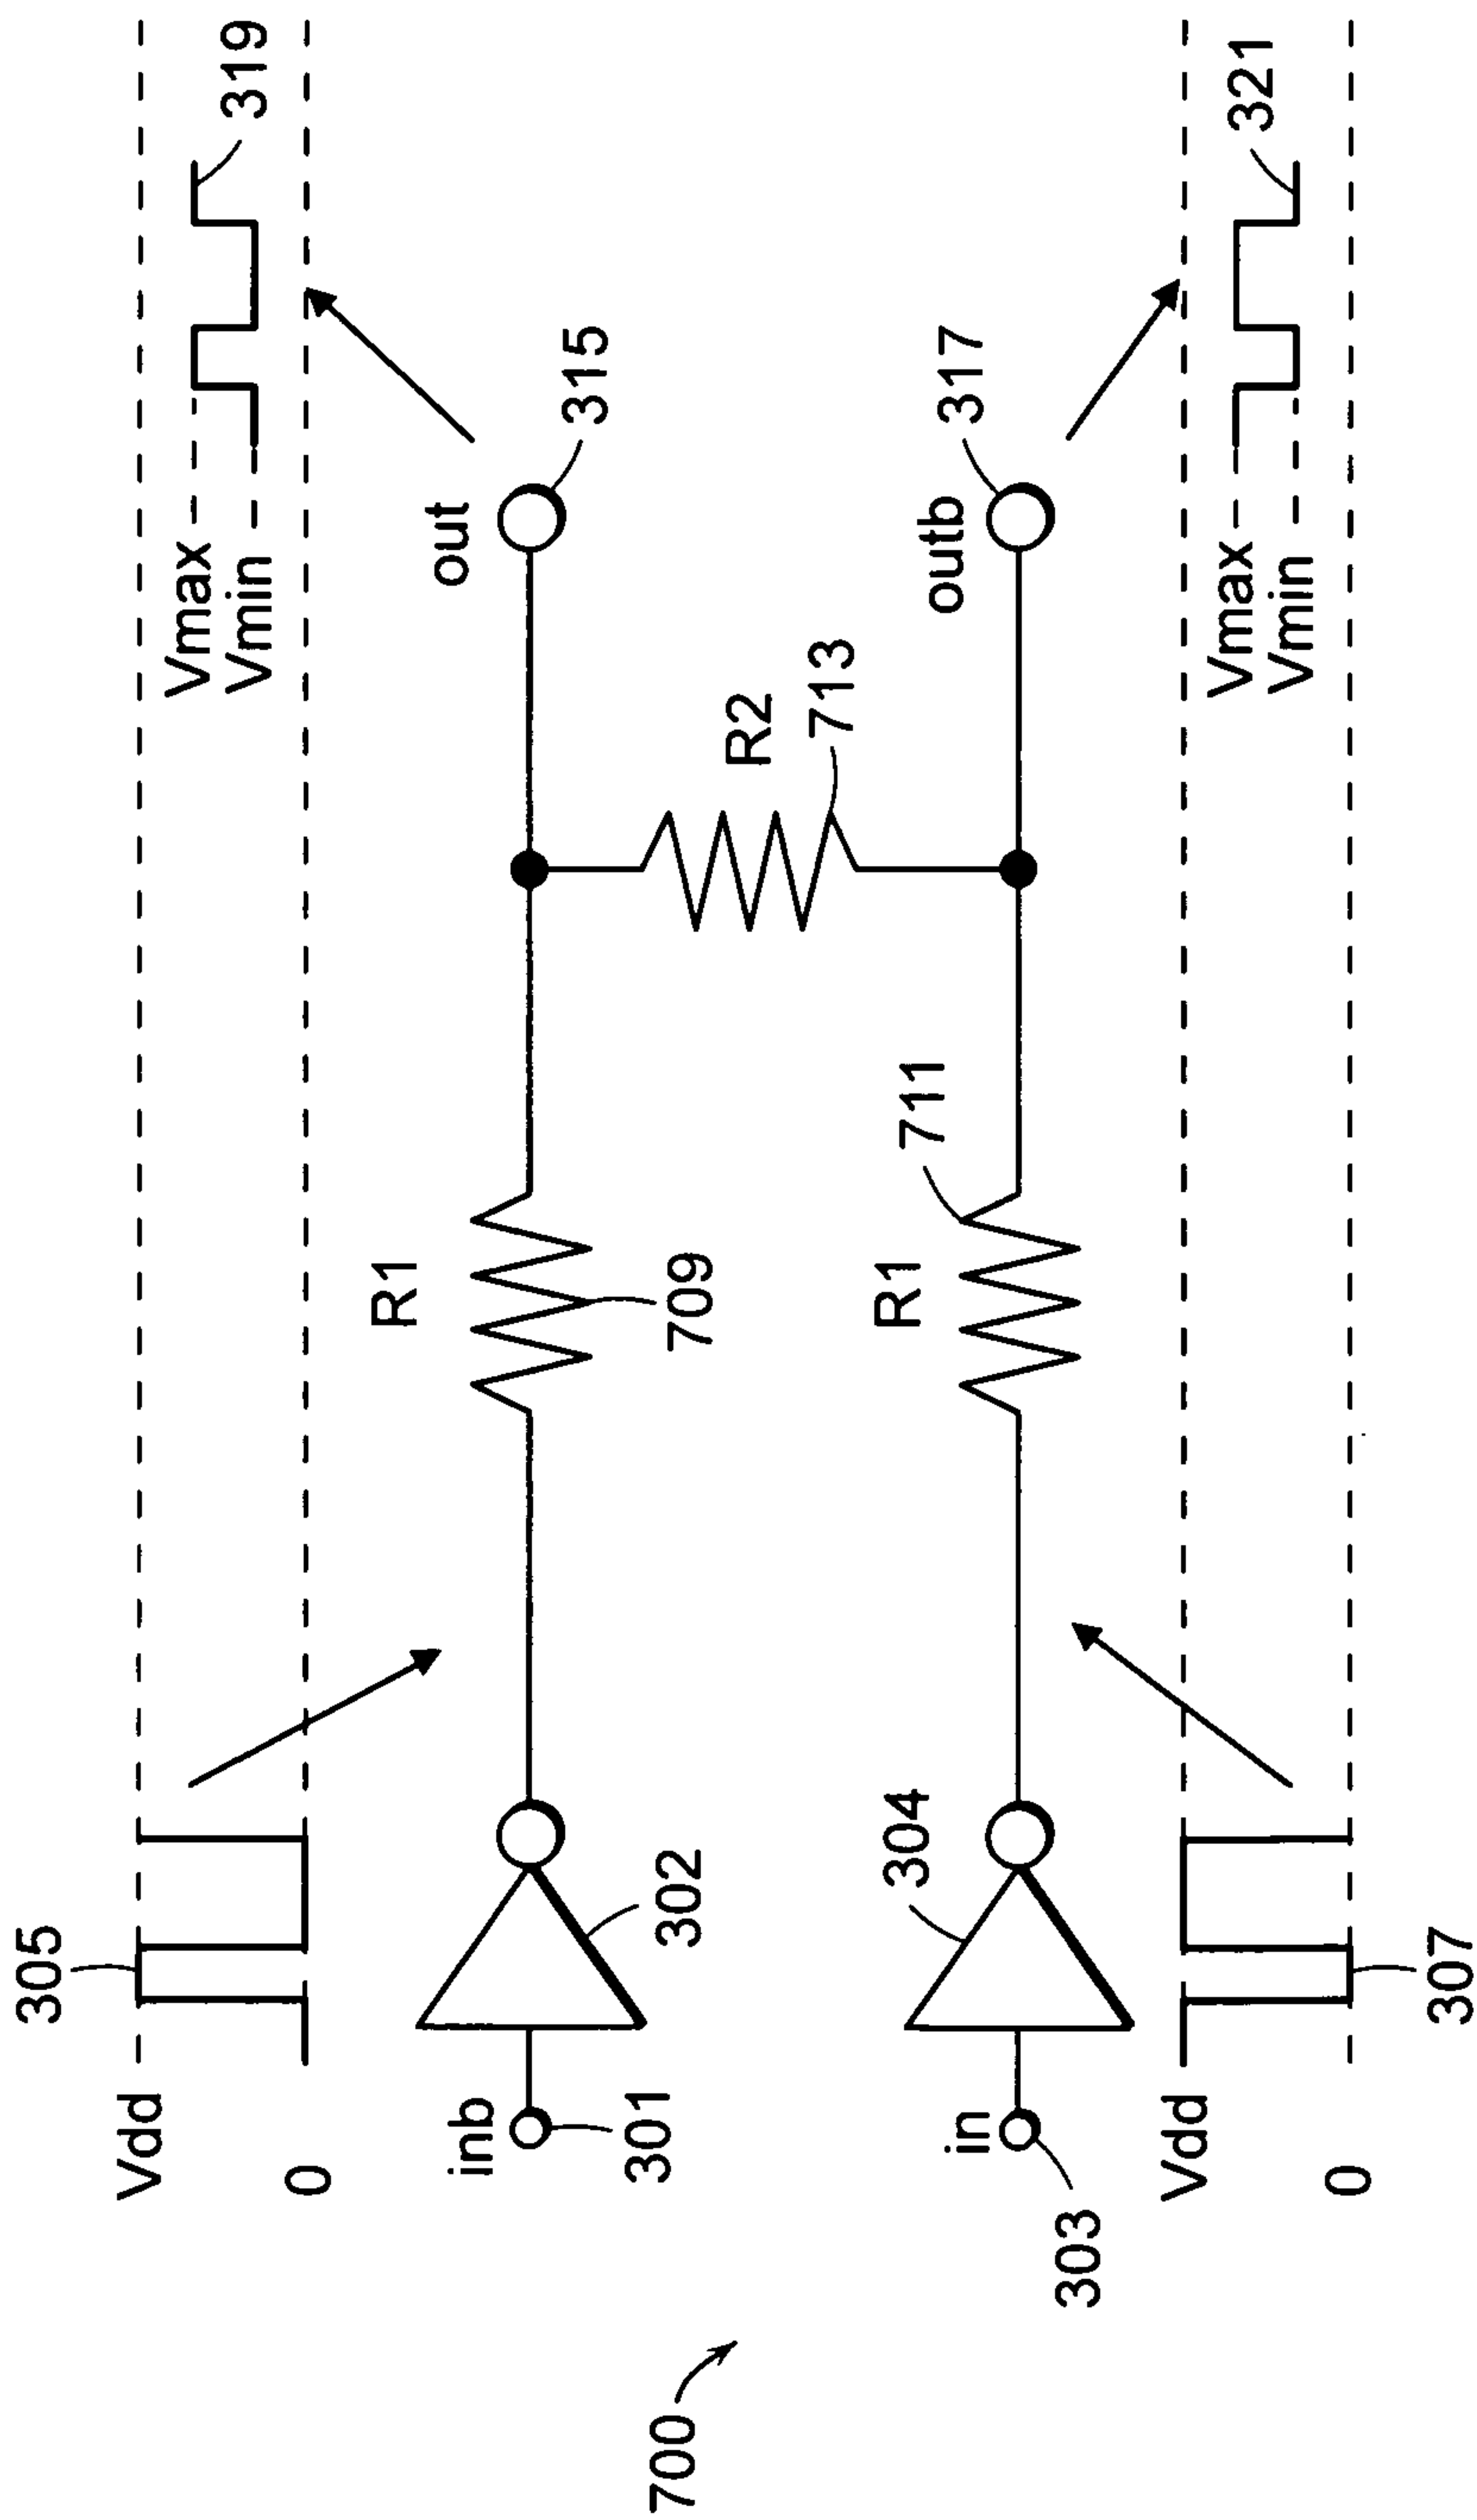 305
Vdd
0
Vmax
Vmin
319
inb
301
302
R1
709
out
315
R2
713
700
in
303
304
R1
711
outb
317
Vdd
0
307
Vmax
Vmin
321